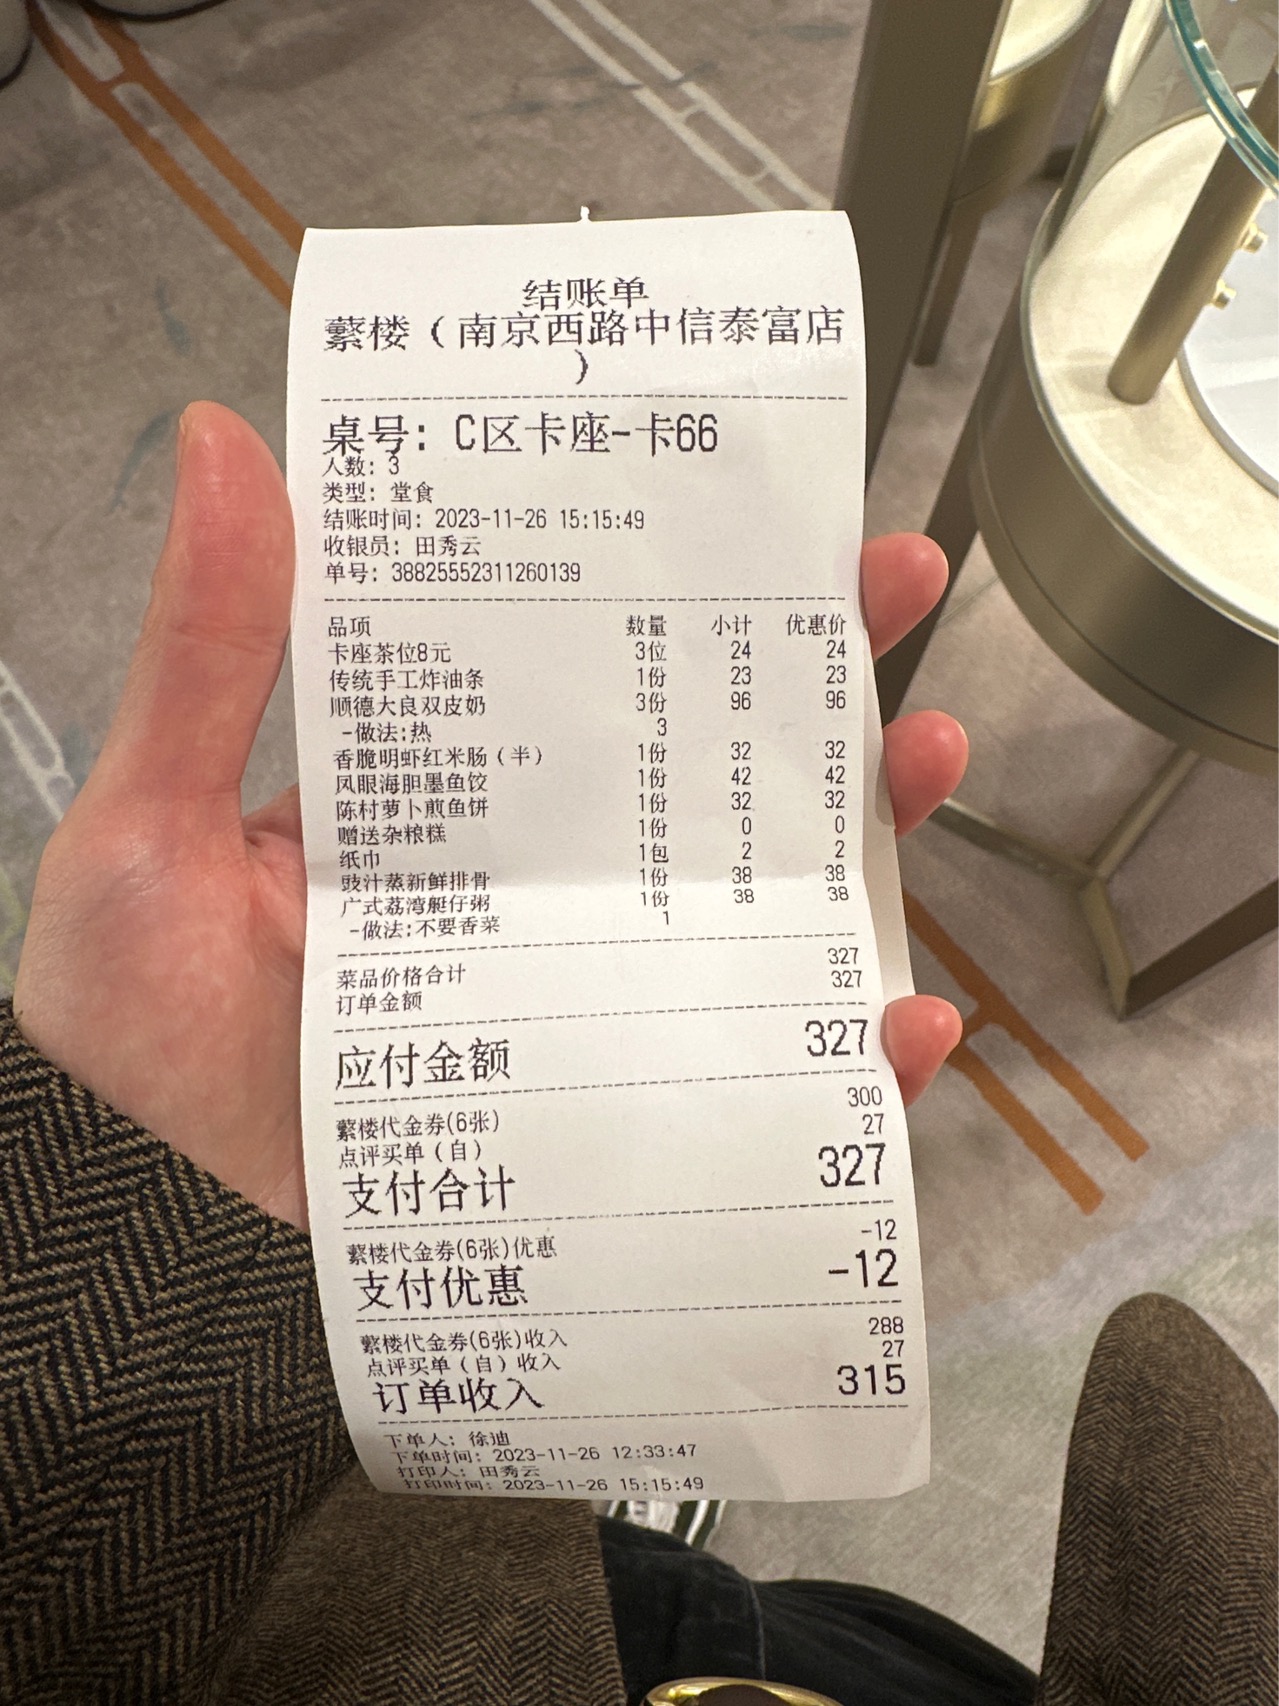 结账单
蘩楼（南京西路中信泰富店
）
桌号：C区卡座-卡66
人数：3
类型：堂食
结账时间：2023-11-26 15:15:49
收银员：田秀云
单号：38825552311260139
品项 数量 小计 优惠价
卡座茶位8元 3位 24 24
传统手工炸油条 1份 23 23
顺德大良双皮奶 3份 96 96
-做法:热 3
香脆明虾红米肠（半） 1份 32 32
凤眼海胆墨鱼饺 1份 42 42
陈村萝卜煎鱼饼 1份 32 32
赠送杂粮糕 1份 0 0
纸巾 1包 2 2
豉汁蒸新鲜排骨 1份 38 38
广式荔湾艇仔粥 1份 38 38
-做法:不要香菜 1
菜品价格合计 327
订单金额 327
应付金额 327
蘩楼代金券(6张) 300
点评买单（自） 27
支付合计 327
蘩楼代金券(6张)优惠 -12
支付优惠 -12
蘩楼代金券(6张)收入 288
点评买单（自）收入 27
订单收入 315
下单人：徐迪
下单时间：2023-11-26 12:33:47
打印人：田秀云
打印时间：2023-11-26 15:15:49